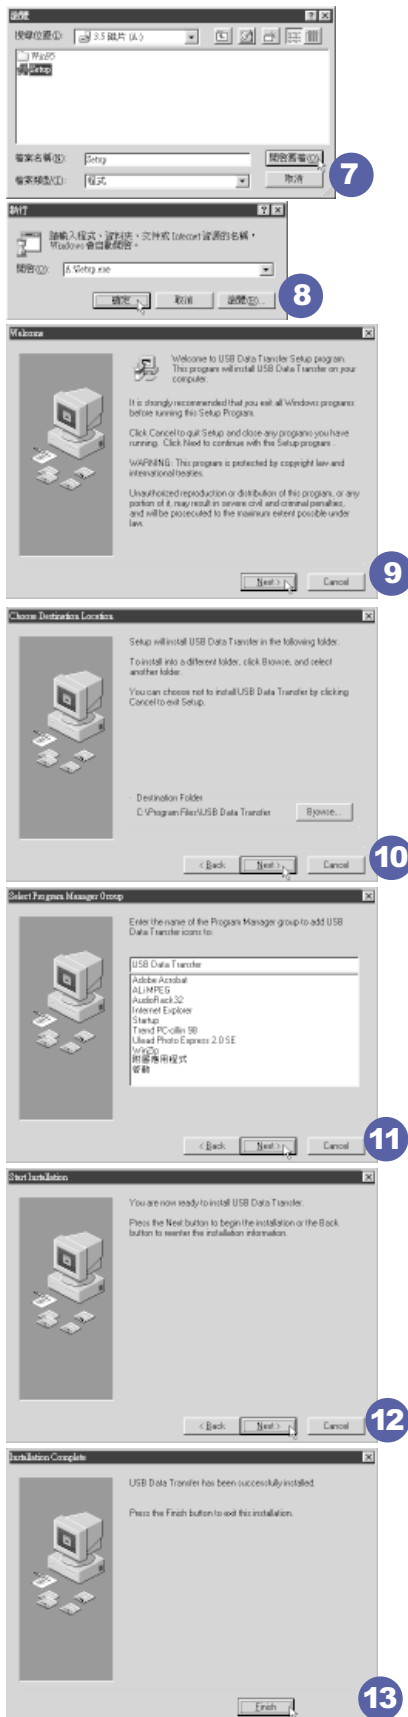 瀏覽
搜尋位置(I): 3.5 磁片 (A:)
Win95
Setup
檔案名稱(N): Setup 開啟舊檔(O)
檔案類型(T): 程式 取消
7
執行
請輸入程式、資料夾、文件或 Internet 資源的名稱，
Windows 會自動開啟。
開啟(O): A:\Setup.exe
確定 取消 瀏覽(B)...
8
Welcome
Welcome to USB Data Transfer Setup program.
This program will install USB Data Transfer on your
computer.
It is strongly recommended that you exit all Windows programs
before running this Setup Program.
Click Cancel to quit Setup and close any programs you have
running. Click Next to continue with the Setup program .
WARNING: This program is protected by copyright law and
international treaties.
Unauthorized reproduction or distribution of this program, or any
portion of it, may result in severe civil and criminal penalties,
and will be prosecuted to the maximum extent possible under
law.
Next > Cancel
9
Choose Destination Location
Setup will install USB Data Transfer in the following folder.
To install into a different folder, click Browse, and select
another folder.
You can choose not to install USB Data Transfer by clicking
Cancel to exit Setup.
Destination Folder
C:\Program Files\USB Data Transfer Browse...
< Back Next > Cancel
10
Select Program Manager Group
Enter the name of the Program Manager group to add USB
Data Transfer icons to:
USB Data Transfer
Adobe Acrobat
ALiMPEG
AudioRack32
Internet Explorer
Startup
Trend PC-cillin 98
Ulead Photo Express 2.0 SE
WinZip
附屬應用程式
啟動
< Back Next > Cancel
11
Start Installation
You are now ready to install USB Data Transfer.
Press the Next button to begin the installation or the Back
button to reenter the installation information.
< Back Next > Cancel
12
Installation Complete
USB Data Transfer has been successfully installed.
Press the Finish button to exit this installation.
Finish
13